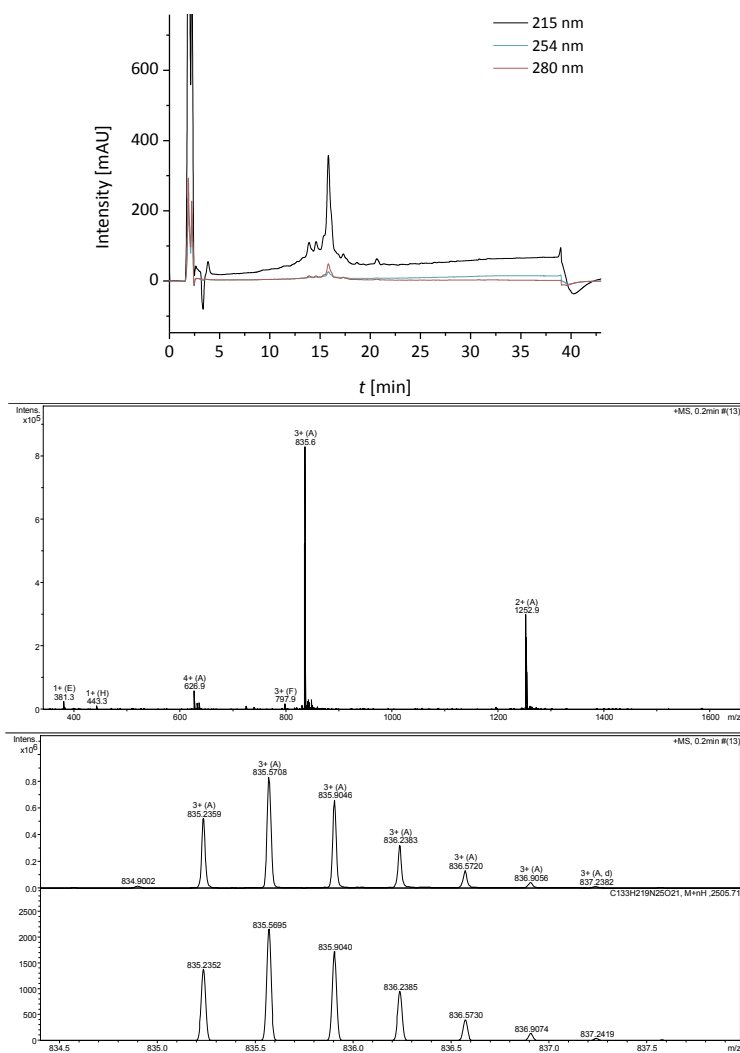 215 nm
254 nm
280 nm
Intensity [mAU]
600
400
200
0
0 5 10 15 20 25 30 35 40
t [min]
Intens. +MS, 0.2min #(13)
x10⁵
3+ (A)
835.6
8
6
4
2+ (A)
1252.9
2
4+ (A)
626.9
1+ (E)
381.3
1+ (H)
443.3
3+ (F)
797.9
0
400 600 800 1000 1200 1400 1600 m/z
Intens. +MS, 0.2min #(13)
x10⁶
3+ (A)
835.5708
3+ (A)
835.9046
3+ (A)
835.2359
3+ (A)
836.2383
3+ (A)
836.5720
3+ (A)
836.9056
3+ (A, d)
837.2382
834.9002
0.8
0.6
0.4
0.2
0.0
C133H219N25O21, M+nH ,2505.71
2500
2000
1500
1000
500
0
835.5695
835.9040
835.2352
836.2385
836.5730
836.9074
837.2419
834.5 835.0 835.5 836.0 836.5 837.0 837.5 m/z